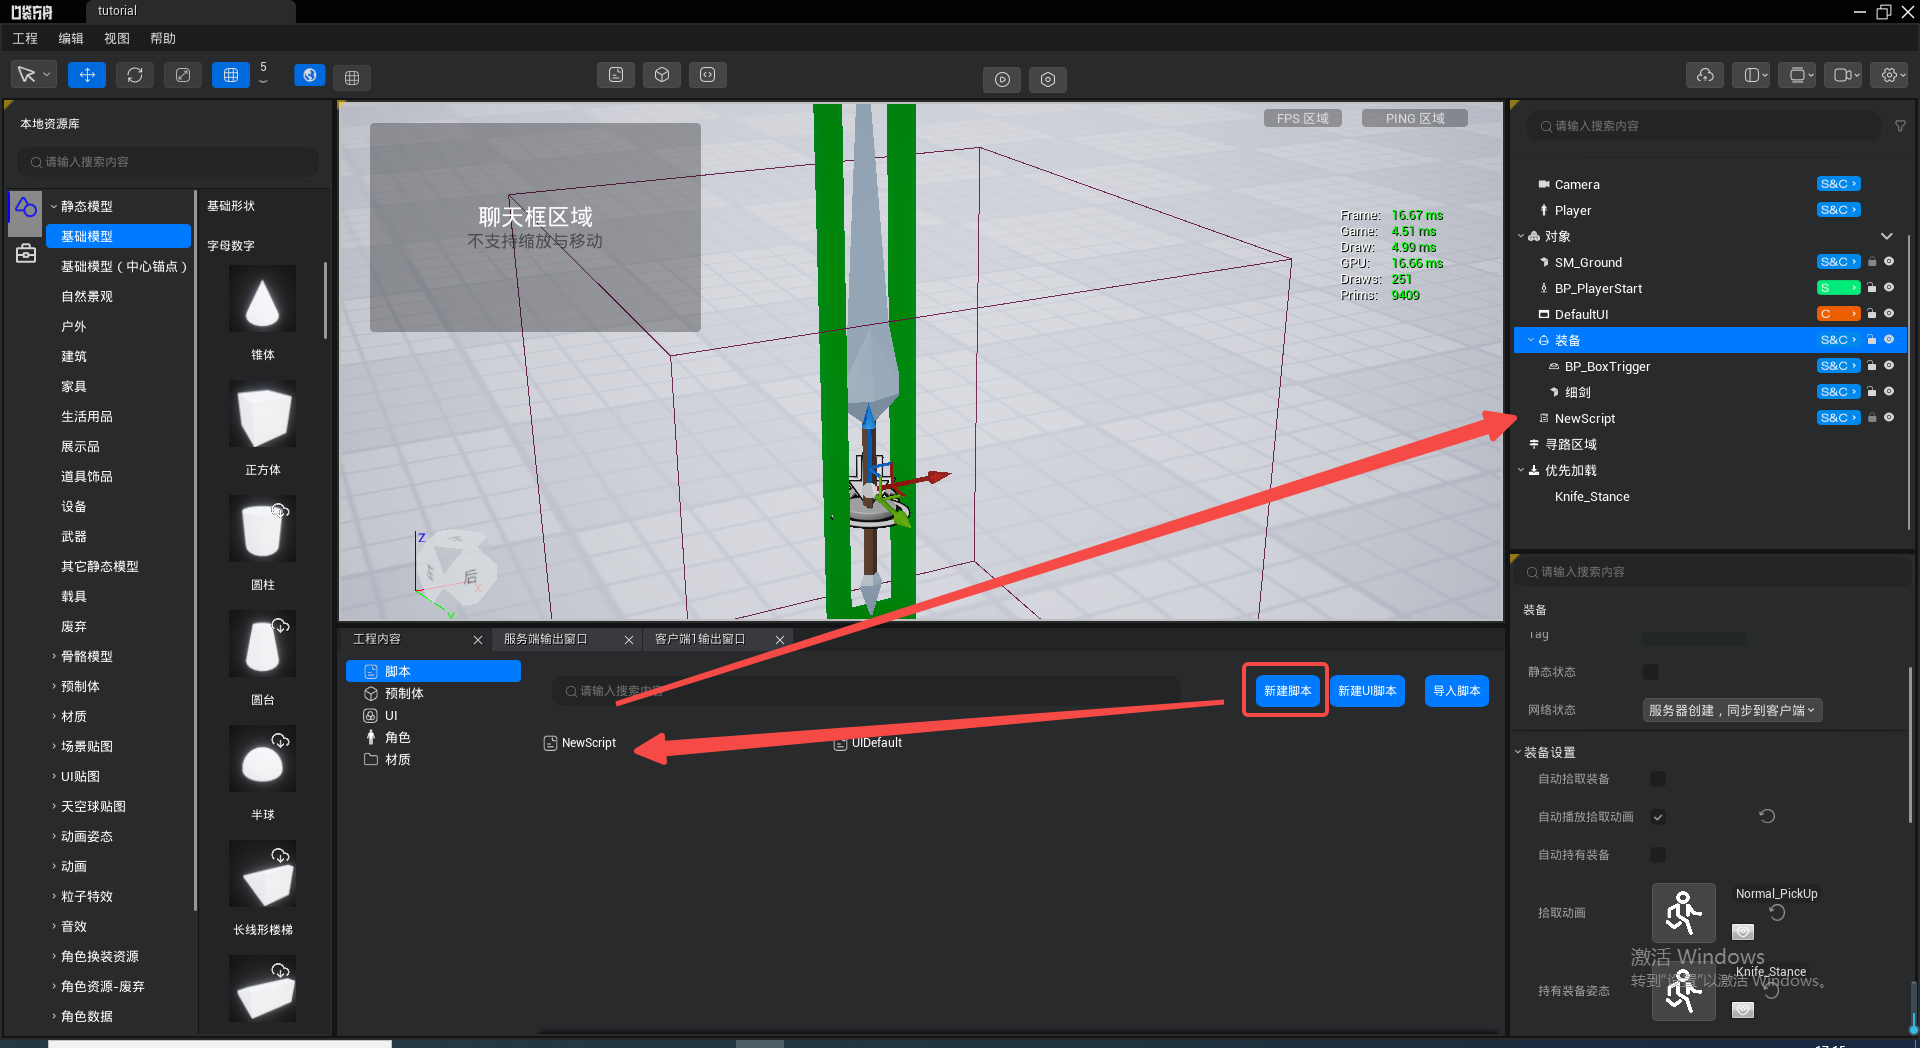 口袋方舟
tutorial
工程 编辑 视图 帮助
5
本地资源库
请输入搜索内容
静态模型
基础模型
基础模型（中心锚点）
自然景观
户外
建筑
家具
生活用品
展示品
道具饰品
设备
武器
其它静态模型
载具
废弃
骨骼模型
预制体
材质
场景贴图
UI贴图
天空球贴图
动画姿态
动画
粒子特效
音效
角色换装资源
角色资源-废弃
角色数据
基础形状
字母数字
锥体
正方体
圆柱
圆台
半球
长线形楼梯
聊天框区域
不支持缩放与移动
FPS 区域
PING 区域
Frame: 16.67 ms
Game: 4.51 ms
Draw: 4.99 ms
GPU: 16.66 ms
Draws: 251
Prims: 9409
Z
后
X
Y
工程内容
服务端输出窗口
客户端1输出窗口
脚本
预制体
UI
角色
材质
请输入搜索内容
新建脚本
新建UI脚本
导入脚本
NewScript
UIDefault
请输入搜索内容
Camera S&C
Player S&C
对象
SM_Ground S&C
BP_PlayerStart S
DefaultUI C
装备 S&C
BP_BoxTrigger S&C
细剑 S&C
NewScript S&C
寻路区域
优先加载
Knife_Stance
请输入搜索内容
装备
Tag
静态状态
网络状态 服务器创建，同步到客户端
装备设置
自动拾取装备
自动播放拾取动画
自动持有装备
拾取动画 Normal_PickUp
持有装备姿态 Knife_Stance
激活 Windows
转到“设置”以激活 Windows。